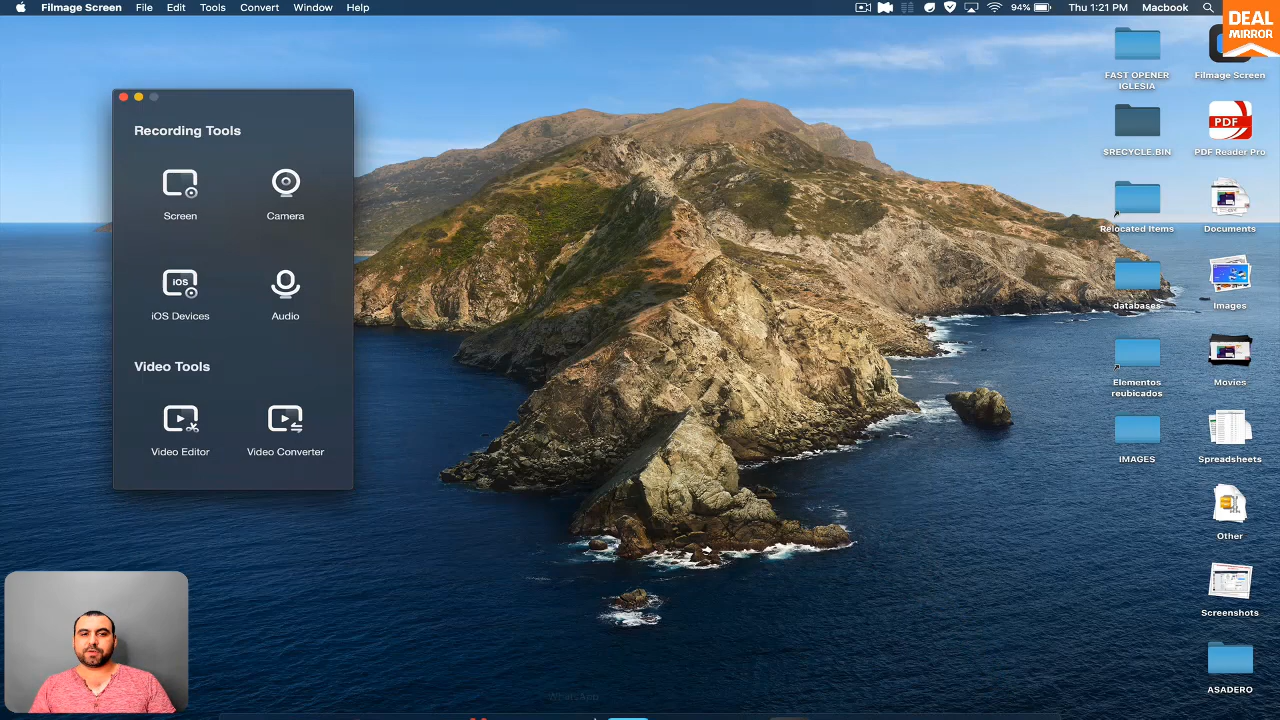 Filmage Screen File Edit Tools Convert Window Help
94% Thu 1:21 PM Macbook
DEAL
MIRROR
Recording Tools
Screen
Camera
iOS
iOS Devices
Audio
Video Tools
Video Editor
Video Converter
FAST OPENER
IGLESIA
Filmage Screen
$RECYCLE.BIN
PDF
PDF Reader Pro
Relocated Items
Documents
databases
Images
Elementos
reubicados
Movies
IMAGES
Spreadsheets
Other
Screenshots
ASADERO
WhatsApp